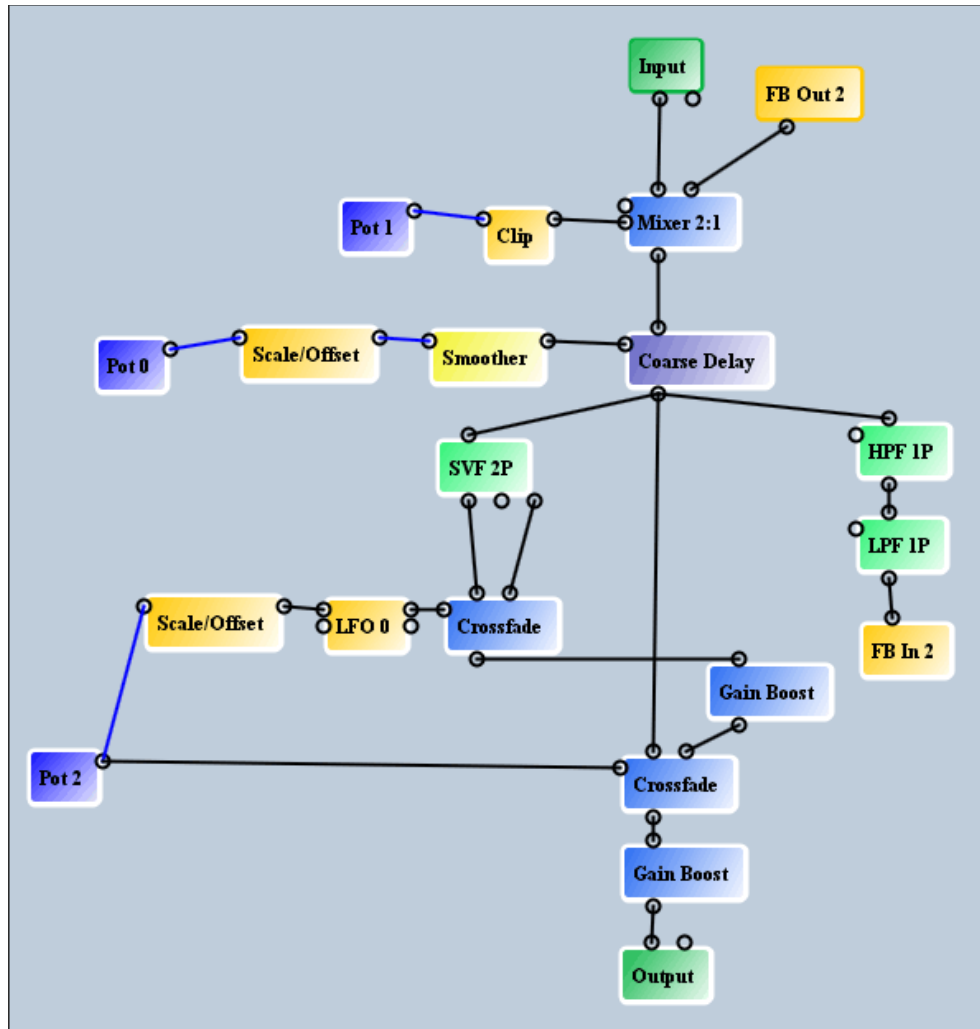 Input
FB Out 2
Pot 1
Clip
Mixer 2:1
Pot 0
Scale/Offset
Smoother
Coarse Delay
SVF 2P
HPF 1P
LPF 1P
Scale/Offset
LFO 0
Crossfade
FB In 2
Gain Boost
Pot 2
Crossfade
Gain Boost
Output